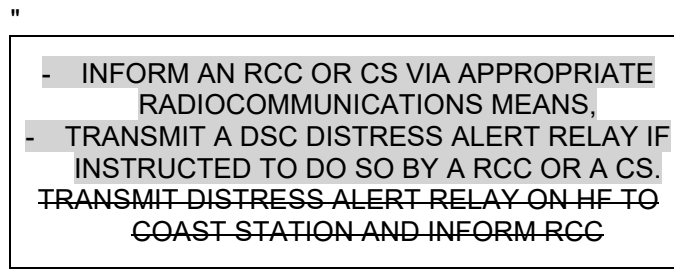 "
- INFORM AN RCC OR CS VIA APPROPRIATE
RADIOCOMMUNICATIONS MEANS,
- TRANSMIT A DSC DISTRESS ALERT RELAY IF
INSTRUCTED TO DO SO BY A RCC OR A CS.
TRANSMIT DISTRESS ALERT RELAY ON HF TO
COAST STATION AND INFORM RCC